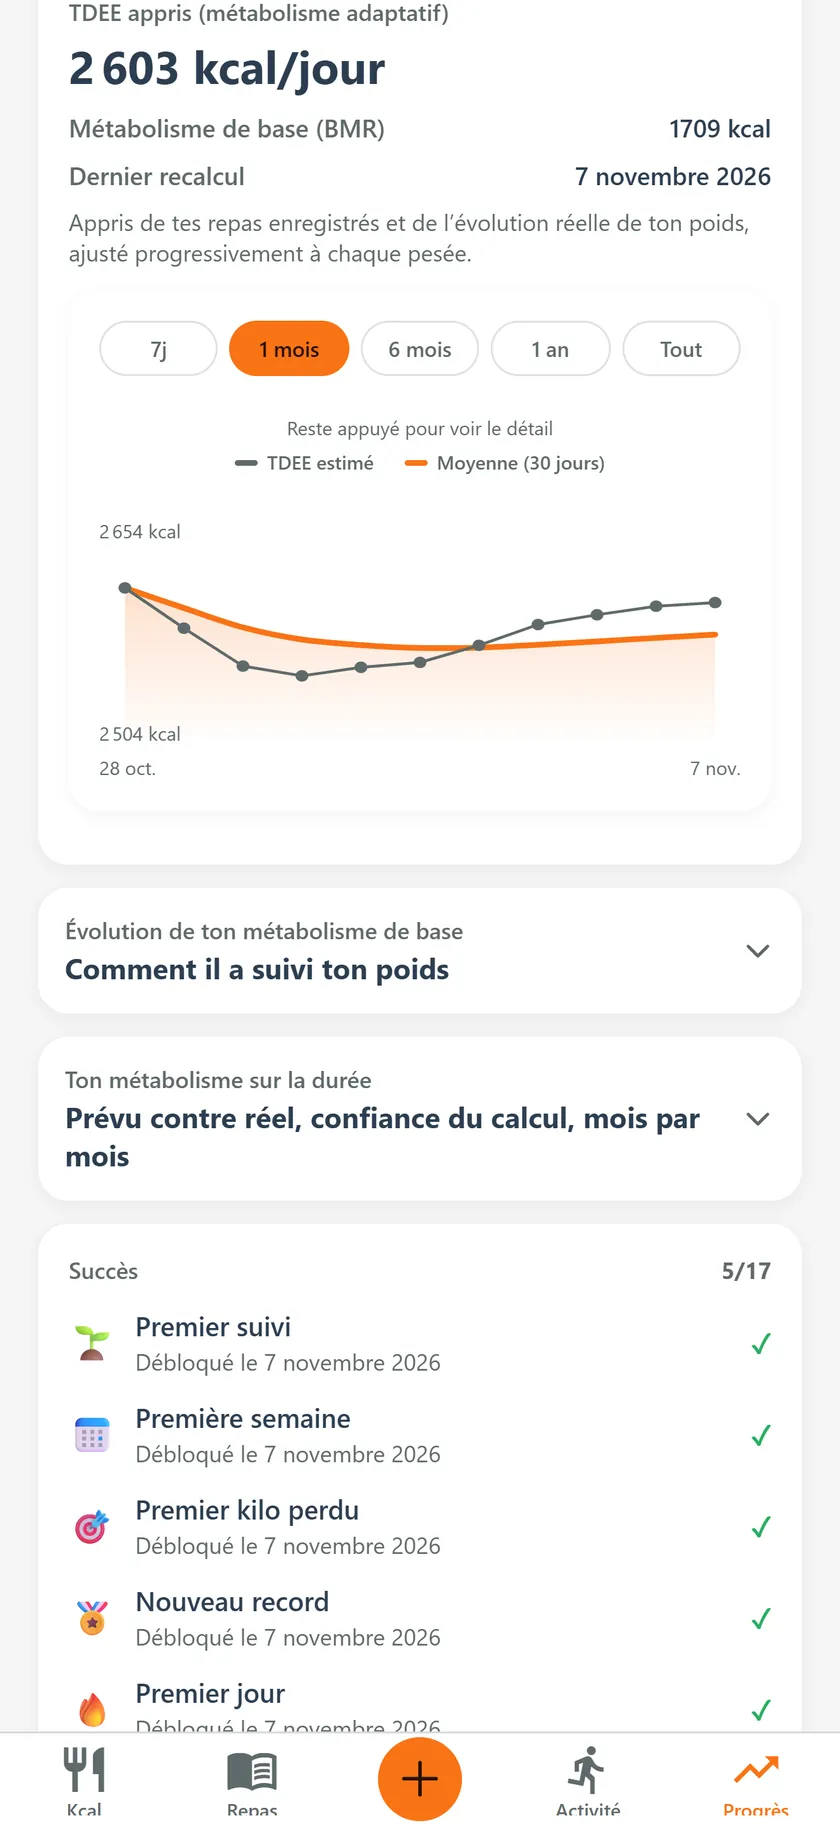 TDEE appris (métabolisme adaptatif)
2 603 kcal/jour
Métabolisme de base (BMR) 1709 kcal
Dernier recalcul 7 novembre 2026
Appris de tes repas enregistrés et de l’évolution réelle de ton poids,
ajusté progressivement à chaque pesée.
7j 1 mois 6 mois 1 an Tout
Reste appuyé pour voir le détail
TDEE estimé Moyenne (30 jours)
2 654 kcal
2 504 kcal
28 oct. 7 nov.
Évolution de ton métabolisme de base
Comment il a suivi ton poids
Ton métabolisme sur la durée
Prévu contre réel, confiance du calcul, mois par
mois
Succès 5/17
Premier suivi
Débloqué le 7 novembre 2026
Première semaine
Débloqué le 7 novembre 2026
Premier kilo perdu
Débloqué le 7 novembre 2026
Nouveau record
Débloqué le 7 novembre 2026
Premier jour
Débloqué le 7 novembre 2026
Kcal Repas Activité Progrès